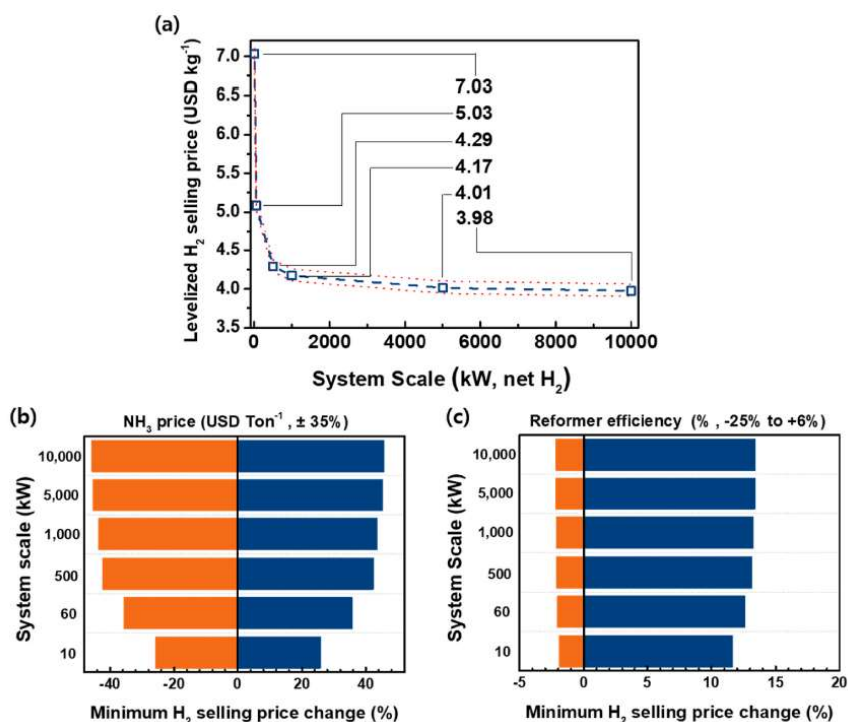 (a)
Levelized H₂ selling price (USD kg⁻¹)
7.0
6.5
6.0
5.5
5.0
4.5
4.0
3.5
7.03
5.03
4.29
4.17
4.01
3.98
0 2000 4000 6000 8000 10000
System Scale (kW, net H₂)
(b)
NH₃ price (USD Ton⁻¹ , ± 35%)
System scale (kW)
10,000
5,000
1,000
500
60
10
-40 -20 0 20 40
Minimum H₂ selling price change (%)
(c)
Reformer efficiency (% , -25% to +6%)
System Scale (kW)
10,000
5,000
1,000
500
60
10
-5 0 5 10 15 20
Minimum H₂ selling price change (%)